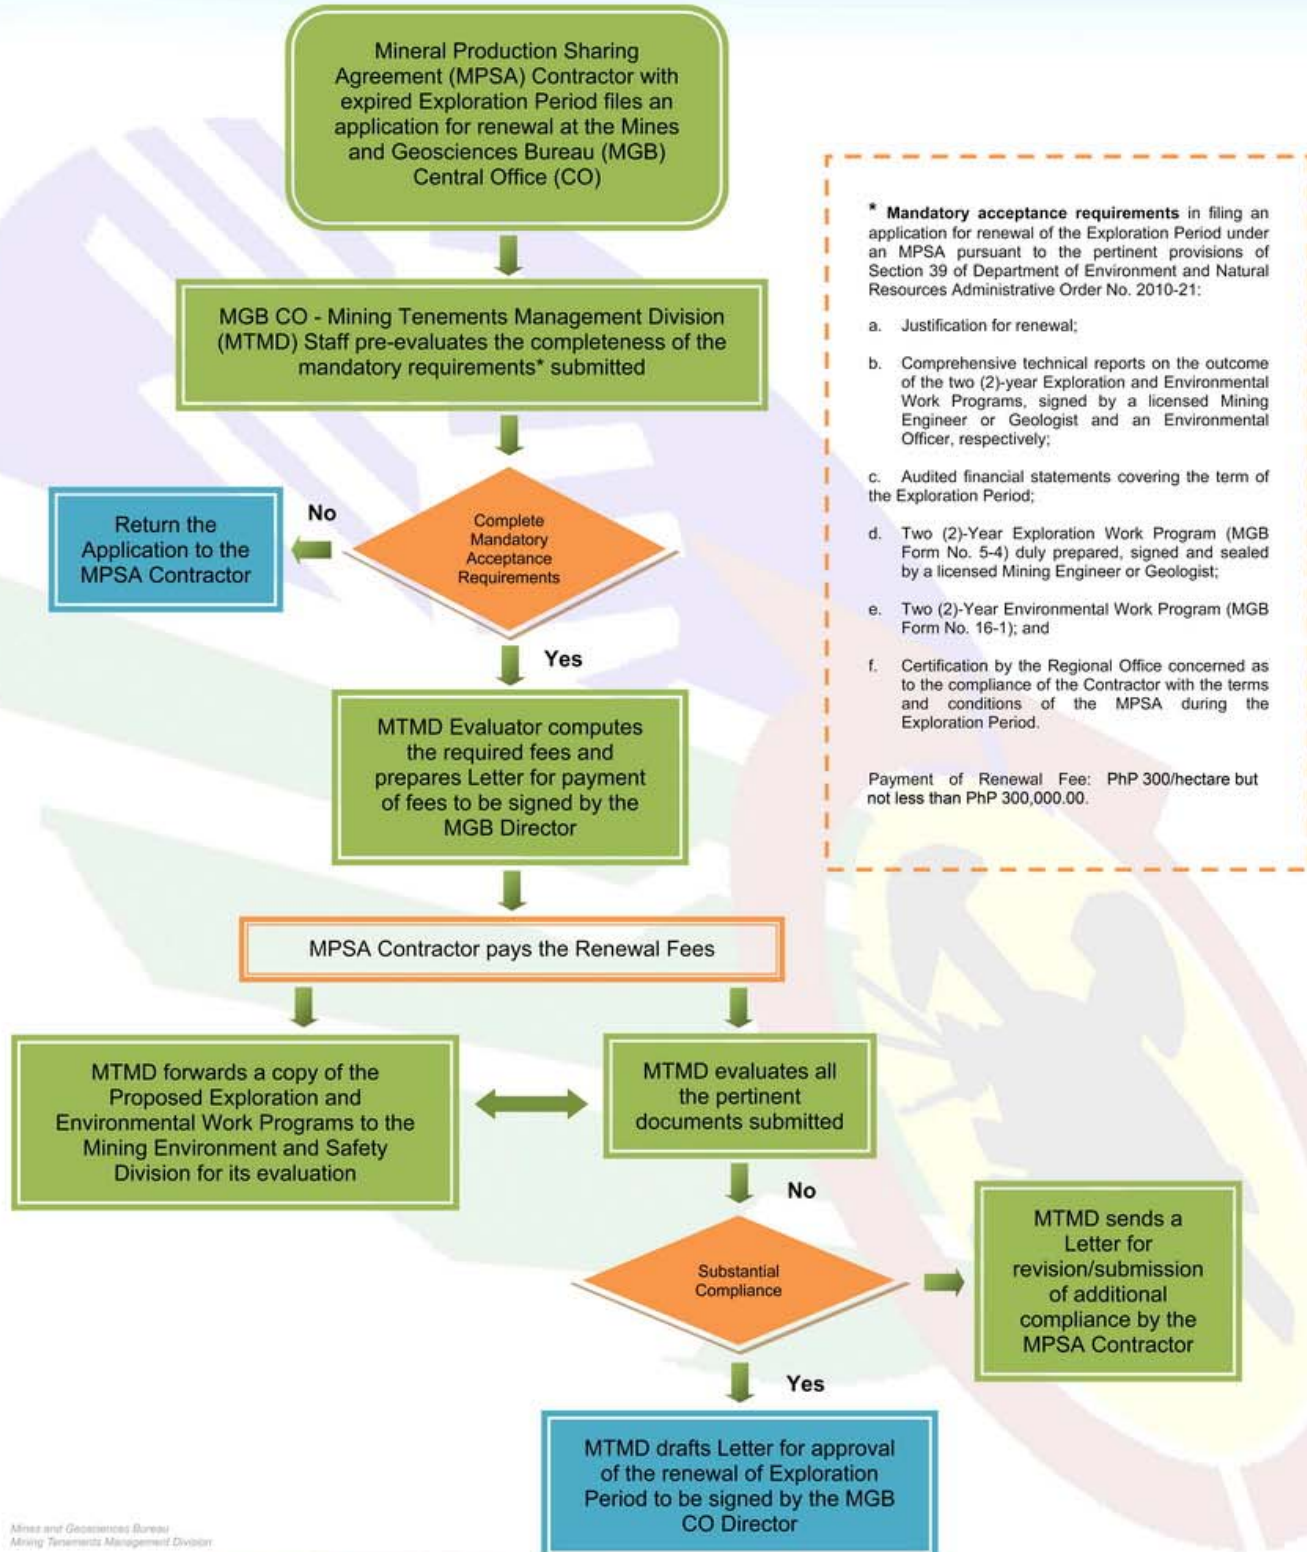 Mineral Production Sharing
Agreement (MPSA) Contractor with
expired Exploration Period files an
application for renewal at the Mines
and Geosciences Bureau (MGB)
Central Office (CO)
MGB CO - Mining Tenements Management Division
(MTMD) Staff pre-evaluates the completeness of the
mandatory requirements* submitted
Complete
Mandatory
Acceptance
Requirements
No
Return the
Application to the
MPSA Contractor
Yes
MTMD Evaluator computes
the required fees and
prepares Letter for payment
of fees to be signed by the
MGB Director
MPSA Contractor pays the Renewal Fees
MTMD forwards a copy of the
Proposed Exploration and
Environmental Work Programs to the
Mining Environment and Safety
Division for its evaluation
MTMD evaluates all
the pertinent
documents submitted
No
Substantial
Compliance
MTMD sends a
Letter for
revision/submission
of additional
compliance by the
MPSA Contractor
Yes
MTMD drafts Letter for approval
of the renewal of Exploration
Period to be signed by the MGB
CO Director
* Mandatory acceptance requirements in filing an
application for renewal of the Exploration Period under
an MPSA pursuant to the pertinent provisions of
Section 39 of Department of Environment and Natural
Resources Administrative Order No. 2010-21:
a. Justification for renewal;
b. Comprehensive technical reports on the outcome
of the two (2)-year Exploration and Environmental
Work Programs, signed by a licensed Mining
Engineer or Geologist and an Environmental
Officer, respectively;
c. Audited financial statements covering the term of
the Exploration Period;
d. Two (2)-Year Exploration Work Program (MGB
Form No. 5-4) duly prepared, signed and sealed
by a licensed Mining Engineer or Geologist;
e. Two (2)-Year Environmental Work Program (MGB
Form No. 16-1); and
f. Certification by the Regional Office concerned as
to the compliance of the Contractor with the terms
and conditions of the MPSA during the
Exploration Period.
Payment of Renewal Fee: PhP 300/hectare but
not less than PhP 300,000.00.
Mines and Geosciences Bureau
Mining Tenements Management Division